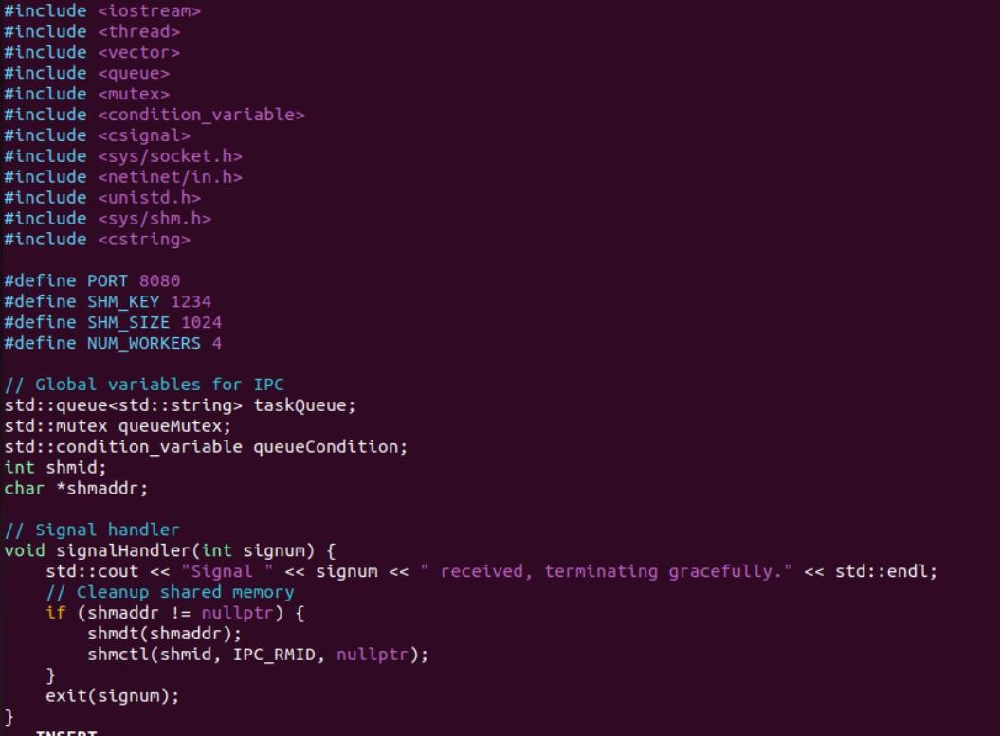 #include <iostream>
#include <thread>
#include <vector>
#include <queue>
#include <mutex>
#include <condition_variable>
#include <csignal>
#include <sys/socket.h>
#include <netinet/in.h>
#include <unistd.h>
#include <sys/shm.h>
#include <cstring>

#define PORT 8080
#define SHM_KEY 1234
#define SHM_SIZE 1024
#define NUM_WORKERS 4

// Global variables for IPC
std::queue<std::string> taskQueue;
std::mutex queueMutex;
std::condition_variable queueCondition;
int shmid;
char *shmaddr;

// Signal handler
void signalHandler(int signum) {
    std::cout << "Signal " << signum << " received, terminating gracefully." << std::endl;
    // Cleanup shared memory
    if (shmaddr != nullptr) {
        shmdt(shmaddr);
        shmctl(shmid, IPC_RMID, nullptr);
    }
    exit(signum);
}
INSERT